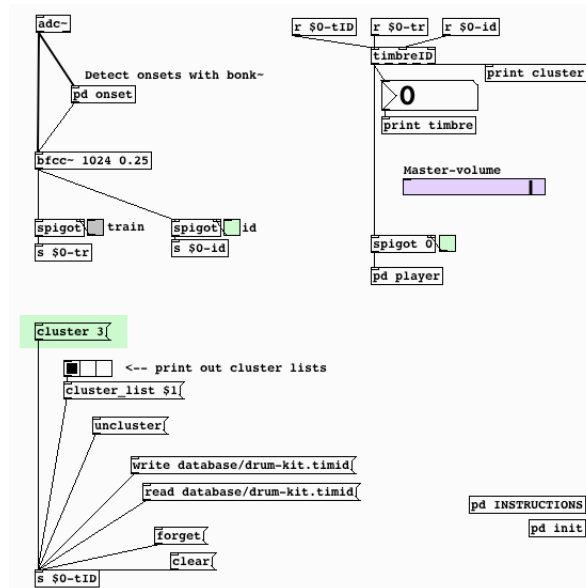 adc~
r $0-tID
r $0-tr
r $0-id
timbreID
print cluster
Detect onsets with bonk~
pd onset
0
print timbre
bfcc~ 1024 0.25
Master-volume
spigot
train
spigot
id
s $0-tr
s $0-id
spigot 0
pd player
cluster 3
<-- print out cluster lists
cluster_list $1
uncluster
write database/drum-kit.timid
read database/drum-kit.timid
pd INSTRUCTIONS
pd init
forget
clear
s $0-tID